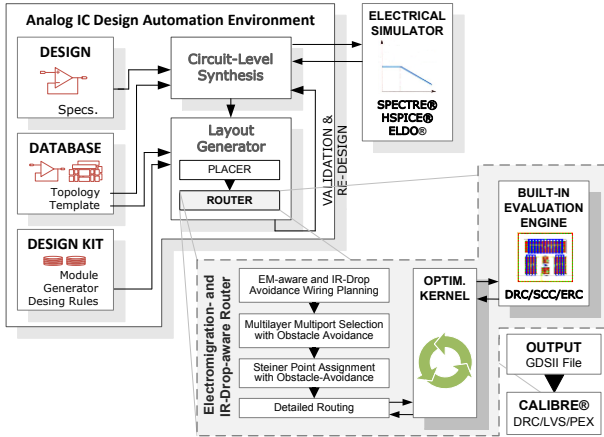 Analog IC Design Automation Environment
DESIGN
Specs.
DATABASE
Topology
Template
DESIGN KIT
Module
Generator
Desing Rules
Circuit-Level
Synthesis
Layout
Generator
PLACER
ROUTER
VALIDATION &
RE-DESIGN
ELECTRICAL
SIMULATOR
SPECTRE®
HSPICE®
ELDO®
Electromigration- and
IR-Drop-aware Router
EM-aware and IR-Drop
Avoidance Wiring Planning
Multilayer Multiport Selection
with Obstacle Avoidance
Steiner Point Assignment
with Obstacle-Avoidance
Detailed Routing
OPTIM.
KERNEL
BUILT-IN
EVALUATION
ENGINE
DRC/SCC/ERC
OUTPUT
GDSII File
CALIBRE®
DRC/LVS/PEX